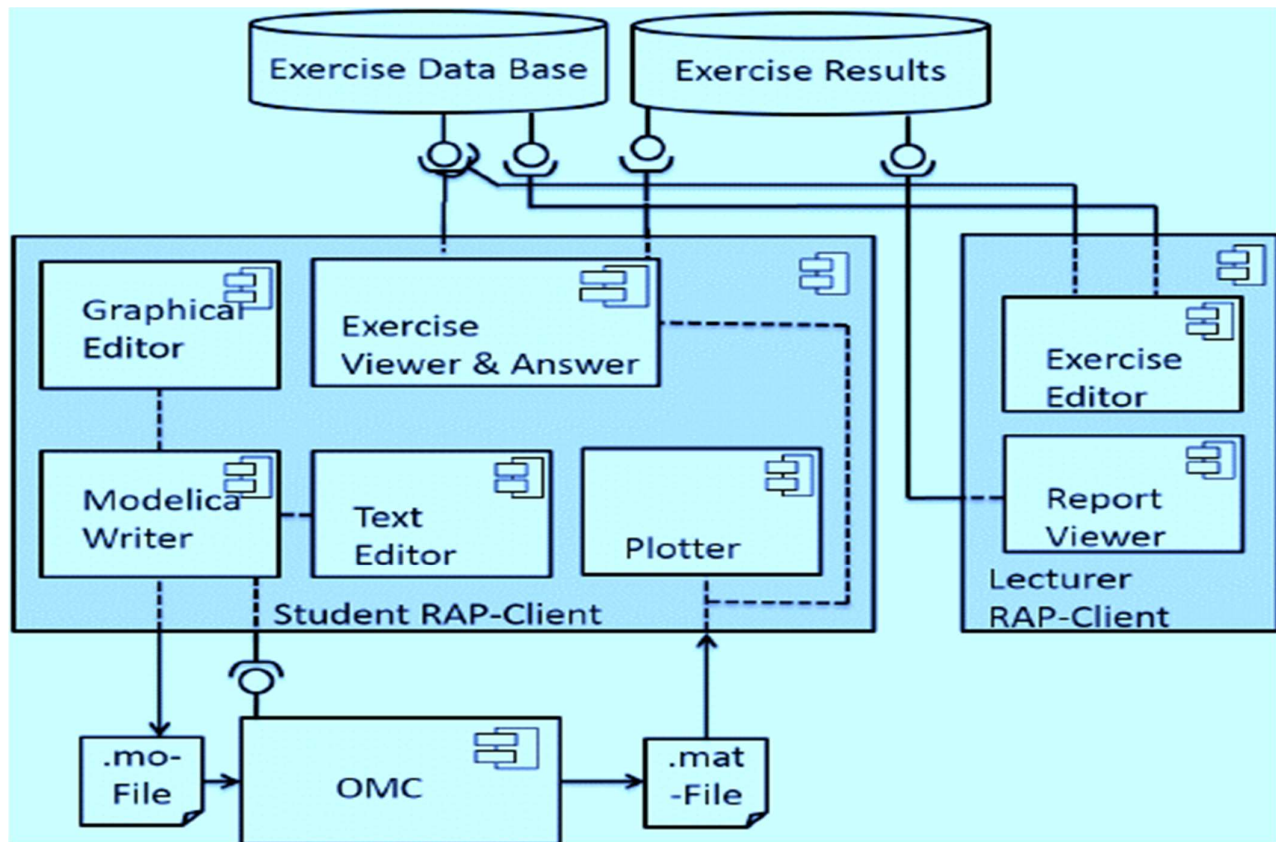 Exercise Data Base
Exercise Results
Graphical
Editor
Exercise
Viewer & Answer
Exercise
Editor
Modelica
Writer
Text
Editor
Plotter
Report
Viewer
Student RAP-Client
Lecturer
RAP-Client
.mo-
File
OMC
.mat
-File